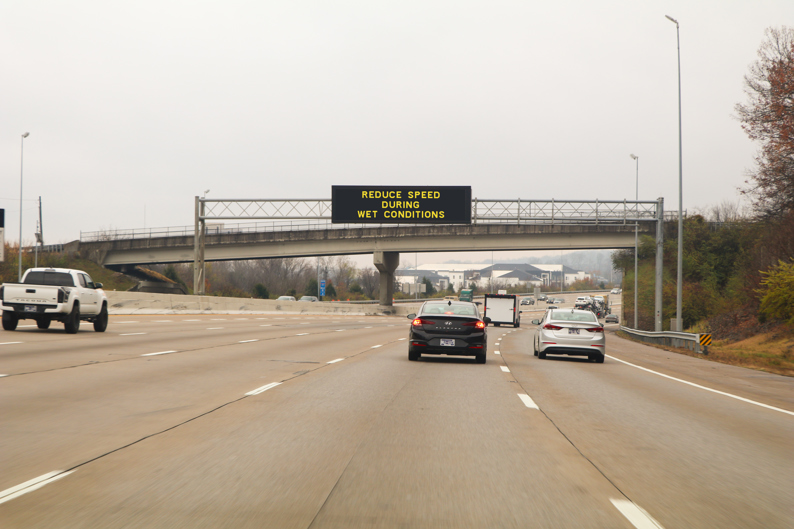 REDUCE SPEED
DURING
WET CONDITIONS